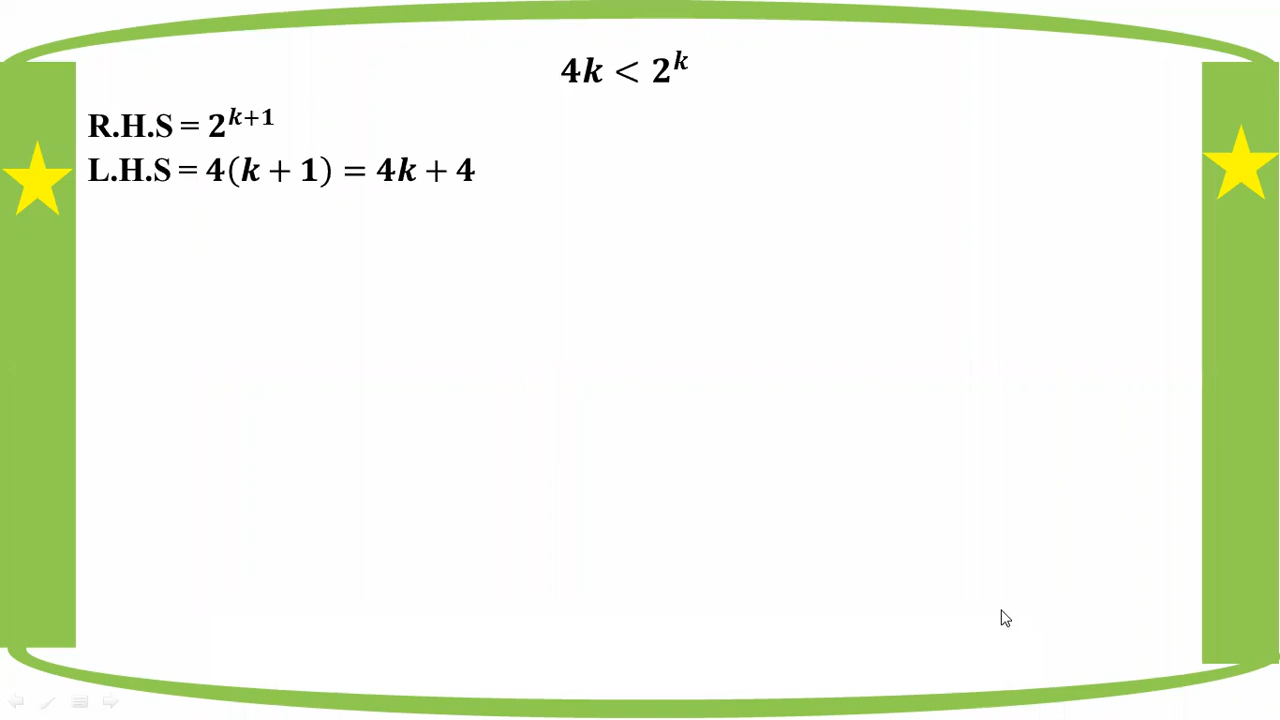 𝟒𝒌 < 𝟐^𝒌
R.H.S = 𝟐^{𝒌+𝟏}
L.H.S = 𝟒(𝒌 + 𝟏) = 𝟒𝒌 + 𝟒